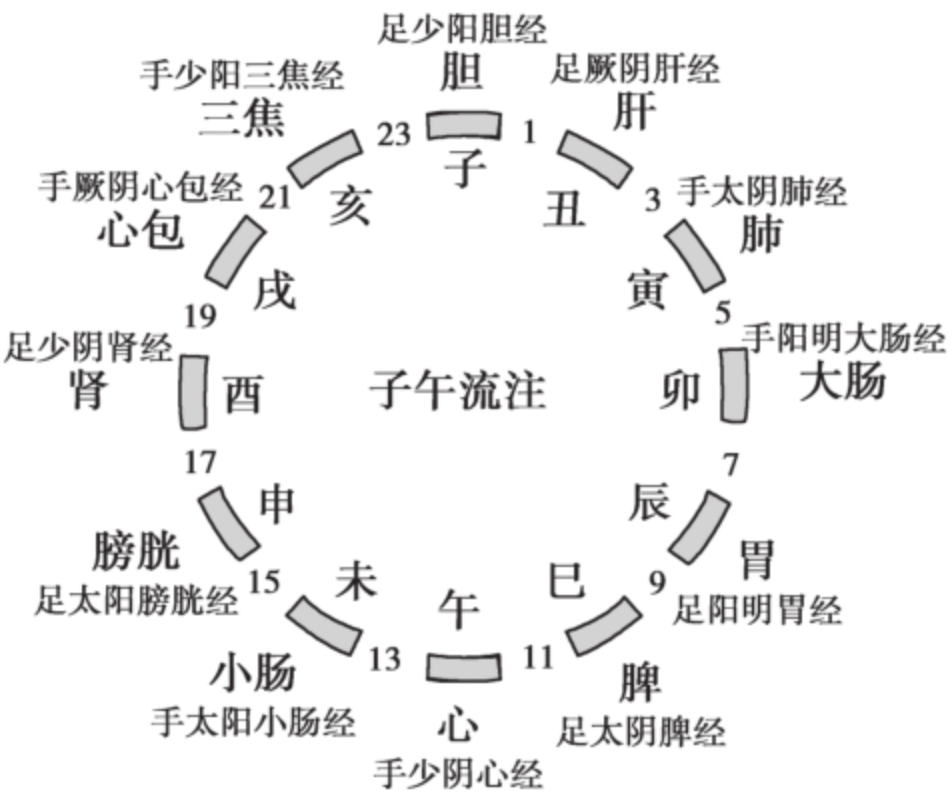 足少阳胆经
胆
子
1
足厥阴肝经
肝
丑
3
手太阴肺经
肺
寅
5
手阳明大肠经
大肠
卯
7
辰
胃
足阳明胃经
9
巳
脾
足太阴脾经
11
午
心
手少阴心经
13
未
小肠
手太阳小肠经
15
申
膀胱
足太阳膀胱经
17
足少阴肾经
肾
酉
19
手厥阴心包经
心包
戌
21
手少阳三焦经
三焦
亥
23
子午流注